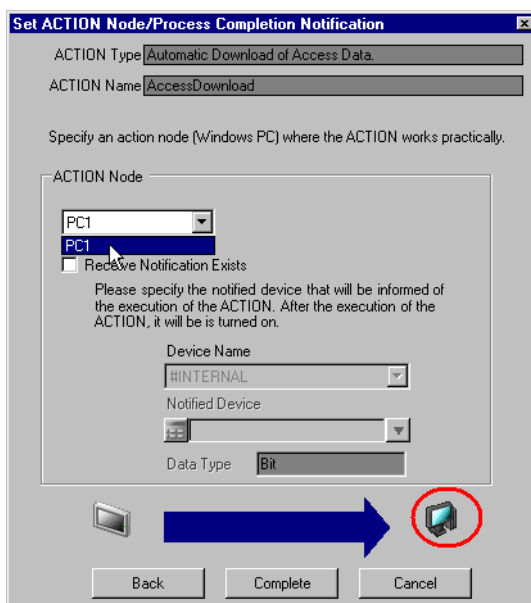 Set ACTION Node/Process Completion Notification
ACTION Type Automatic Download of Access Data.
ACTION Name AccessDownload
Specify an action node (Windows PC) where the ACTION works practically.
ACTION Node
PC1
PC1
Receive Notification Exists
Please specify the notified device that will be informed of
the execution of the ACTION. After the execution of the
ACTION, it will be is turned on.
Device Name
#INTERNAL
Notified Device
Data Type Bit
Back Complete Cancel